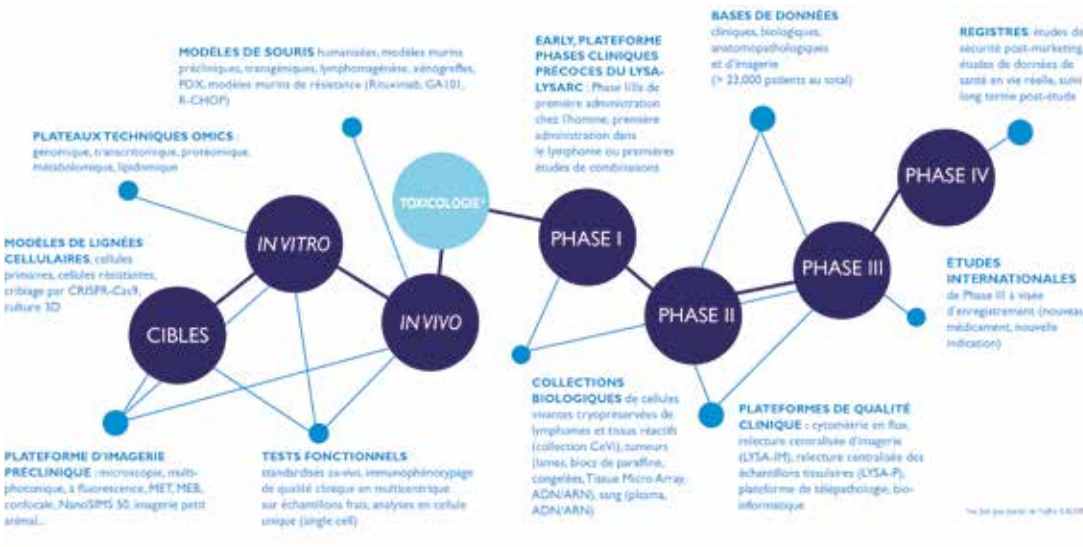 MODÈLES DE SOURIS humanisées, modèles murins
précliniques, transgéniques, lymphomagénèse, xénogreffes,
PDX, modèles murins de résistance (Rituximab, GA101,
R-CHOP)
PLATEAUX TECHNIQUES OMICS :
génomique, transcritomique, protéomique,
métabolomique, lipidomique
MODÈLES DE LIGNÉES
CELLULAIRES, cellules
primaires, cellules résistantes,
criblage par CRISPR-Cas9,
culture 3D
CIBLES
IN VITRO
IN VIVO
TOXICOLOGIE*
PLATEFORME D'IMAGERIE
PRÉCLINIQUE : microscopie, multi-
photonique, à fluorescence, MET, MEB,
confocale, NanoSIMS 50, imagerie petit
animal...
TESTS FONCTIONNELS
standardisés ex-vivo, immunophénotypage
de qualité clinique en multicentrique
sur échantillons frais, analyses en cellule
unique (single cell)
EARLY, PLATEFORME
PHASES CLINIQUES
PRÉCOCES DU LYSA-
LYSARC : Phase I/IIa de
première administration
chez l'homme, première
administration dans
le lymphome ou premières
études de combinaisons
PHASE I
PHASE II
PHASE III
PHASE IV
COLLECTIONS
BIOLOGIQUES de cellules
vivantes cryopréservées de
lymphomes et tissus réactifs
(collection CeVi), tumeurs
(lames, blocs de paraffine,
congelées, Tissue Micro Array,
ADN/ARN), sang (plasma,
ADN/ARN)
BASES DE DONNÉES
cliniques, biologiques,
anatomopathologiques
et d'imagerie
(> 23,000 patients au total)
PLATEFORMES DE QUALITÉ
CLINIQUE : cytométrie en flux,
relecture centralisée d'imagerie
(LYSA-IM), relecture centralisée des
échantillons tissulaires (LYSA-P),
plateforme de télépathologie, bio-
informatique
REGISTRES: études de
sécurité post-marketing,
études de données de
santé en vie réelle, suivi
long terme post-étude
ÉTUDES
INTERNATIONALES
de Phase III à visée
d'enregistrement (nouveau
médicament, nouvelle
indication)